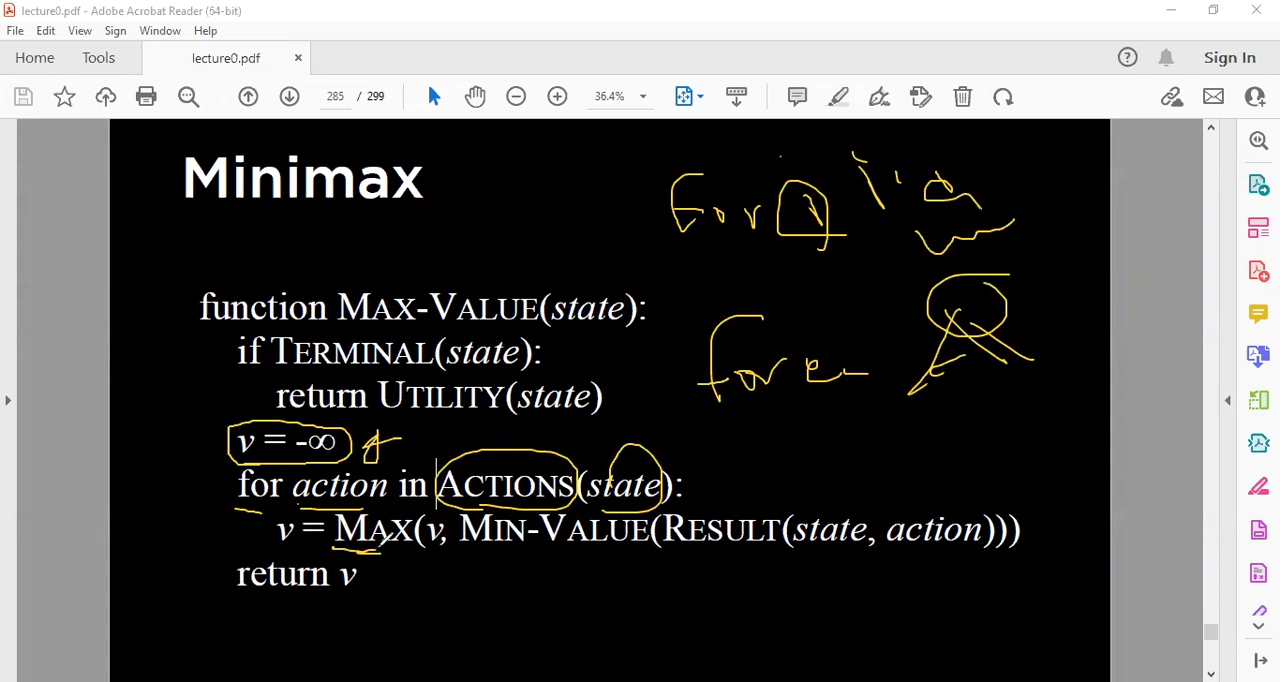 lecture0.pdf - Adobe Acrobat Reader (64-bit)
File Edit View Sign Window Help
Home Tools lecture0.pdf × Sign In
285 / 299 36.4%
Minimax
For
function MAX-VALUE(state):
if TERMINAL(state):
return UTILITY(state)
For
v = -∞
for action in ACTIONS(state):
v = MAX(v, MIN-VALUE(RESULT(state, action)))
return v